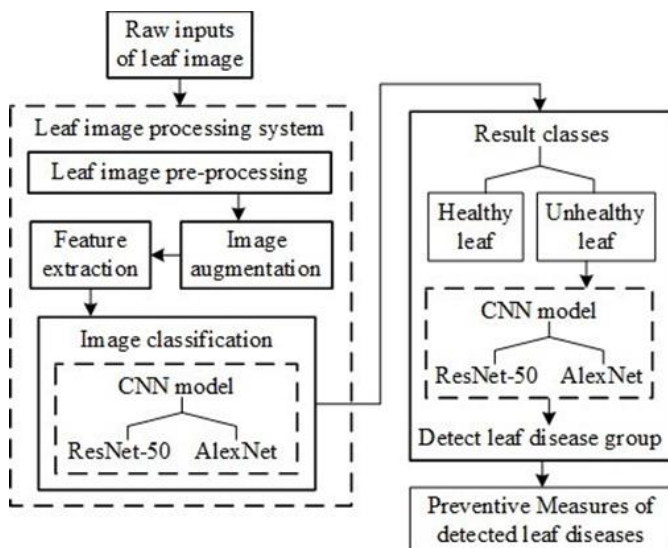 Raw inputs
of leaf image
Leaf image processing system
Leaf image pre-processing
Feature
extraction
Image
augmentation
Image classification
CNN model
ResNet-50 AlexNet
Result classes
Healthy
leaf
Unhealthy
leaf
CNN model
ResNet-50 AlexNet
Detect leaf disease group
Preventive Measures of
detected leaf diseases